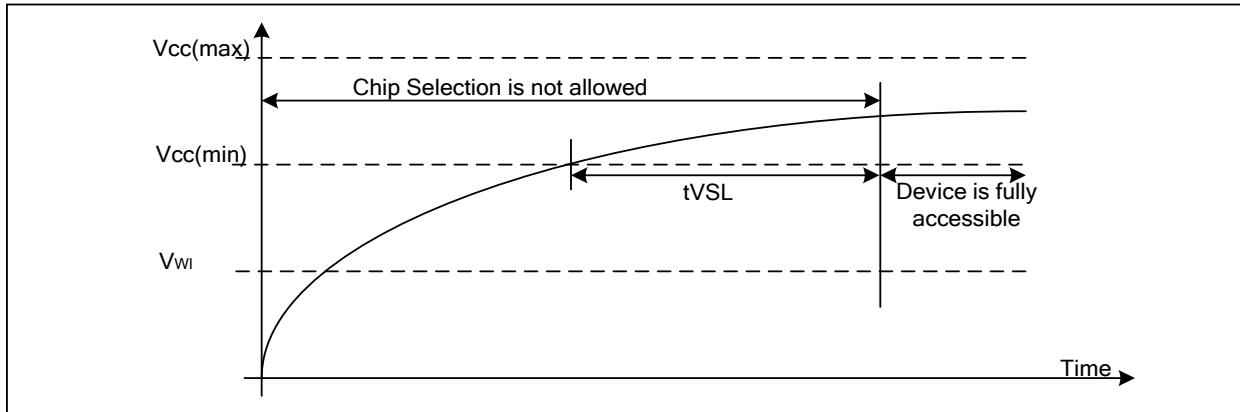 Vcc(max)
Chip Selection is not allowed
Vcc(min)
tVSL
Device is fully
accessible
VWI
Time